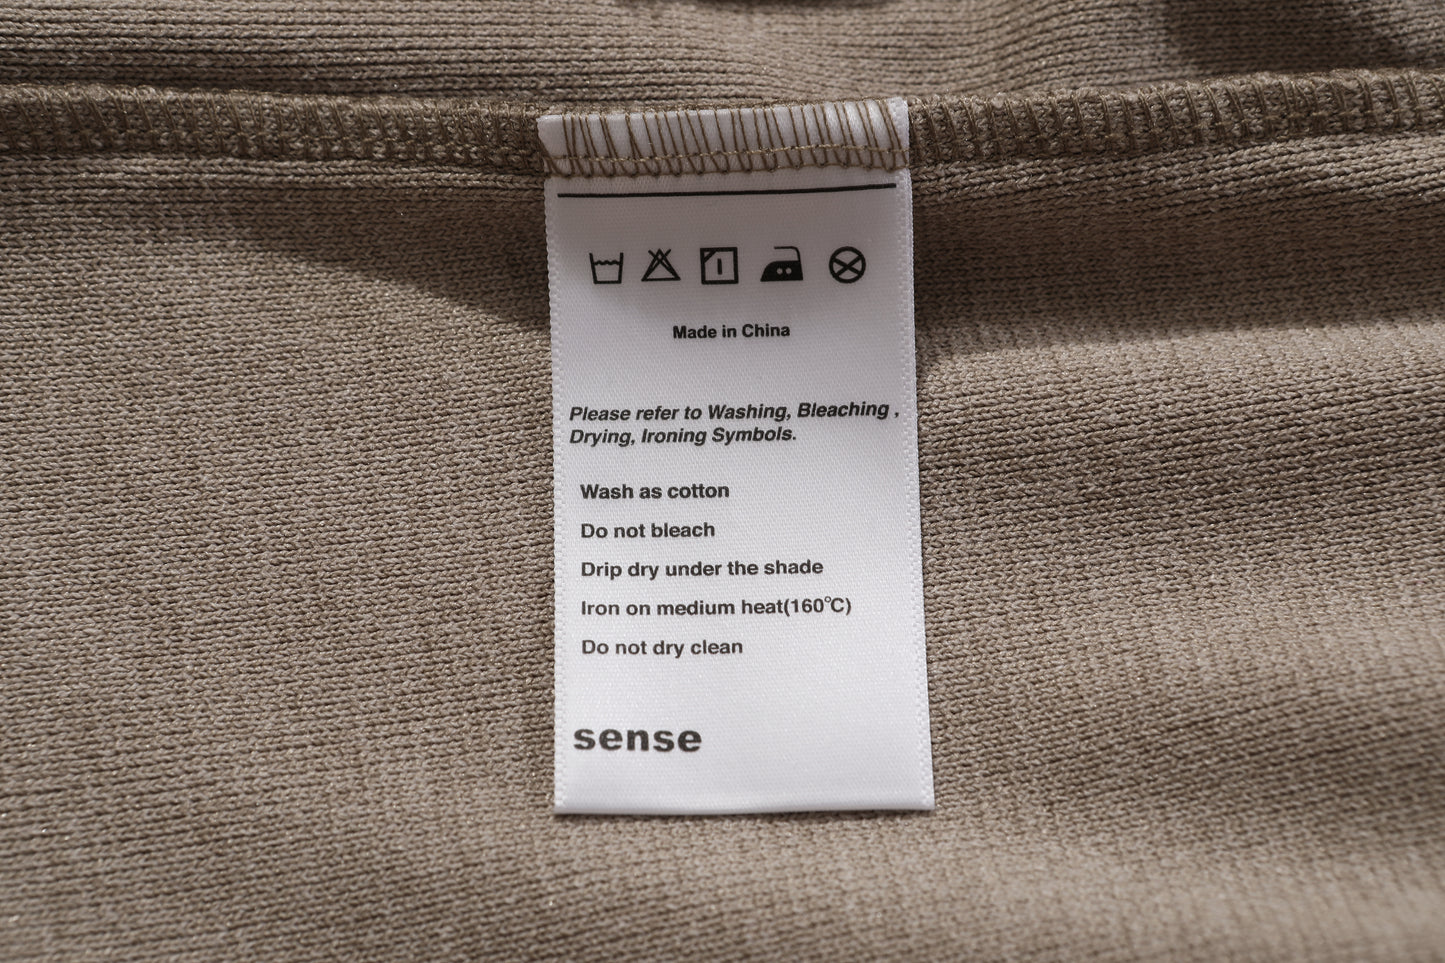 Made in China
Please refer to Washing, Bleaching ,
Drying, Ironing Symbols.
Wash as cotton
Do not bleach
Drip dry under the shade
Iron on medium heat(160℃)
Do not dry clean
sense